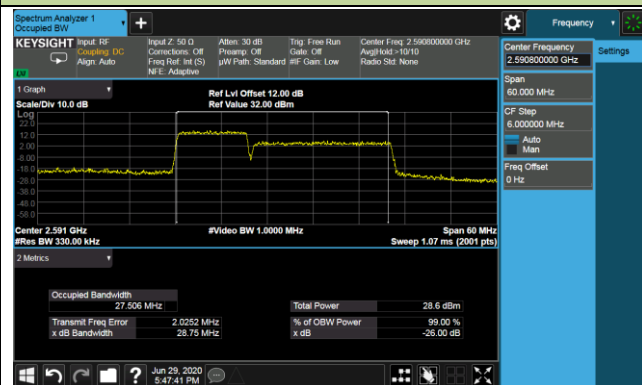 Spectrum Analyzer 1
Occupied BW
Frequency
KEYSIGHT
Input: RF
Coupling: DC
Align: Auto
Input Z: 50 Ω
Corrections: Off
Freq Ref: Int (S)
NFE: Adaptive
Atten: 30 dB
Preamp: Off
µW Path: Standard
Trig: Free Run
Gate: Off
#IF Gain: Low
Center Freq: 2.590800000 GHz
Avg|Hold:>10/10
Radio Std: None
Center Frequency
2.590800000 GHz
Settings
Span
60.000 MHz
CF Step
6.000000 MHz
Auto
Man
Freq Offset
0 Hz
1 Graph
Scale/Div 10.0 dB
Ref Lvl Offset 12.00 dB
Ref Value 32.00 dBm
Log
22.0
12.0
2.00
-8.00
-18.0
-28.0
-38.0
-48.0
-58.0
Center 2.591 GHz
#Res BW 330.00 kHz
#Video BW 1.0000 MHz
Span 60 MHz
Sweep 1.07 ms (2001 pts)
2 Metrics
Occupied Bandwidth
27.506 MHz
Total Power 28.6 dBm
Transmit Freq Error 2.0252 MHz
% of OBW Power 99.00 %
x dB Bandwidth 28.75 MHz
x dB -26.00 dB
?
Jun 29, 2020
5:47:41 PM